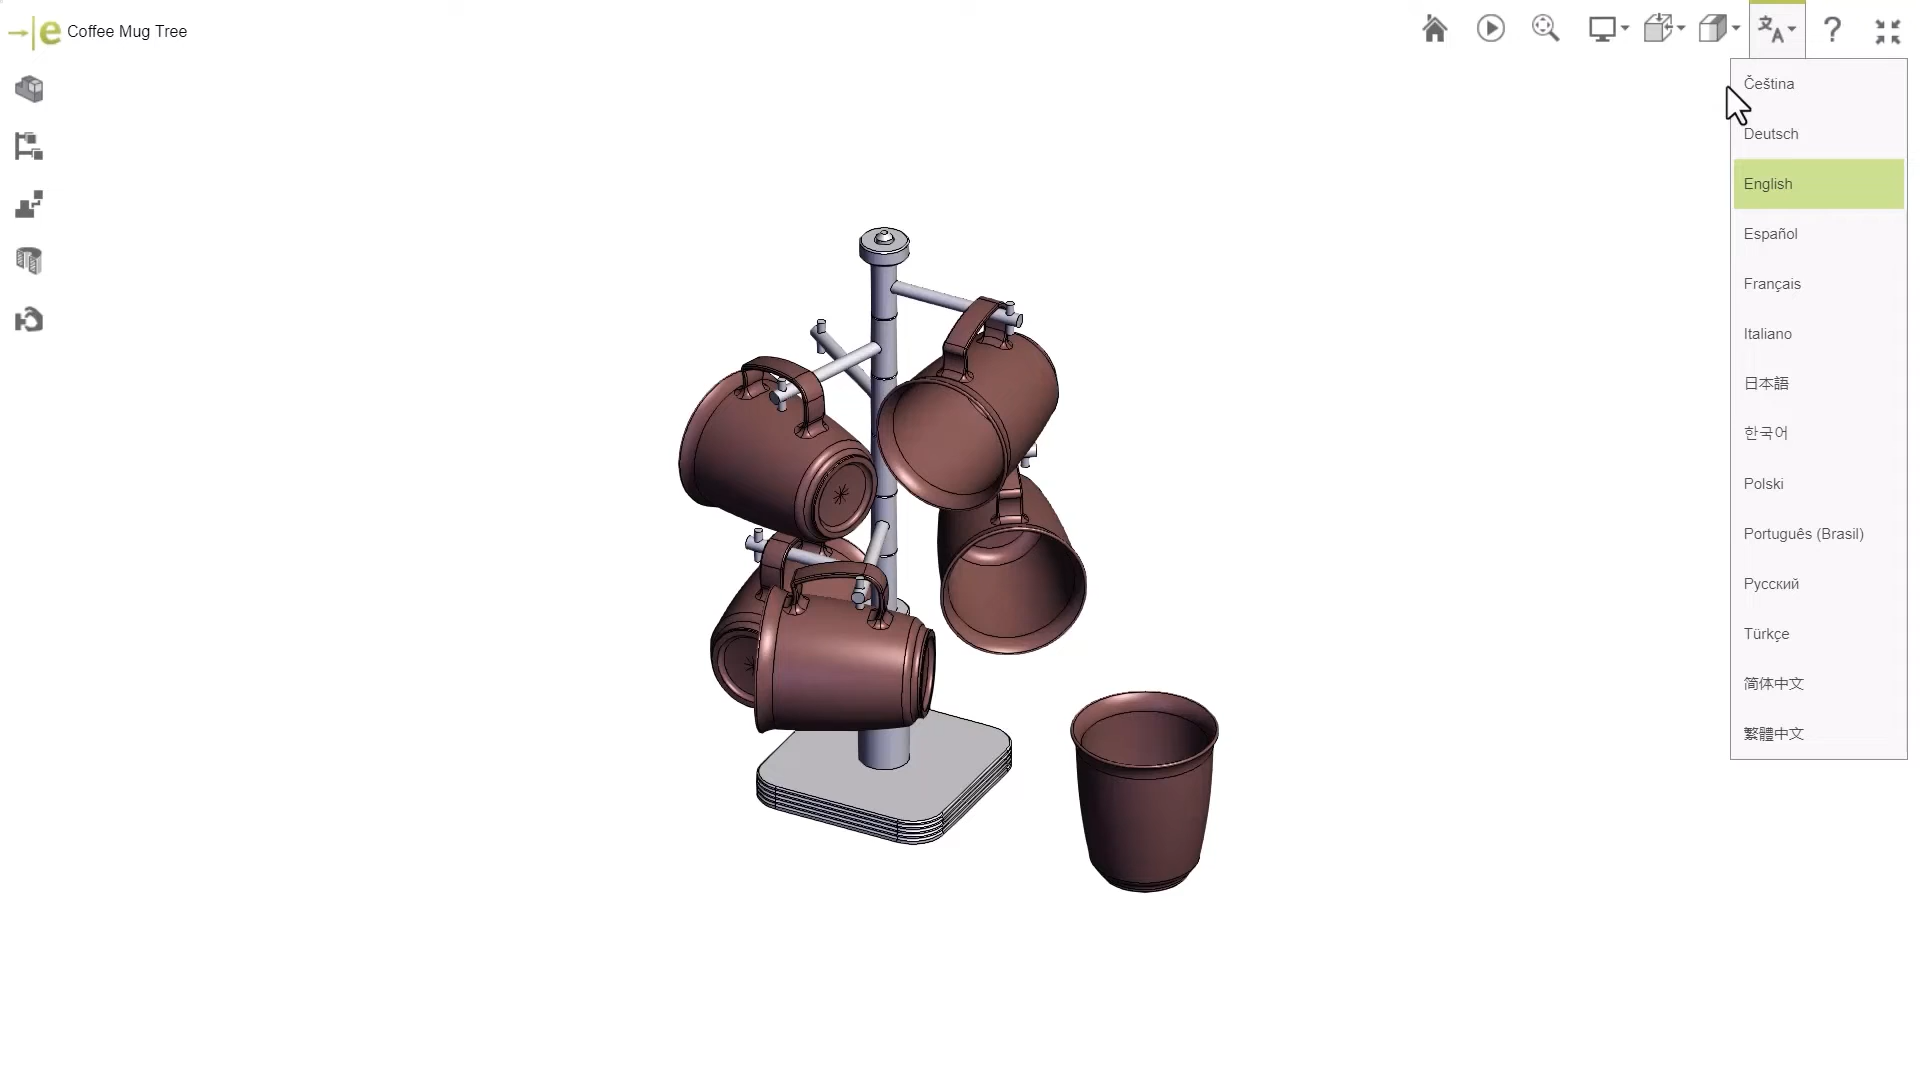 Coffee Mug Tree
Čeština
Deutsch
English
Español
Français
Italiano
日本語
한국어
Polski
Português (Brasil)
Русский
Türkçe
简体中文
繁體中文